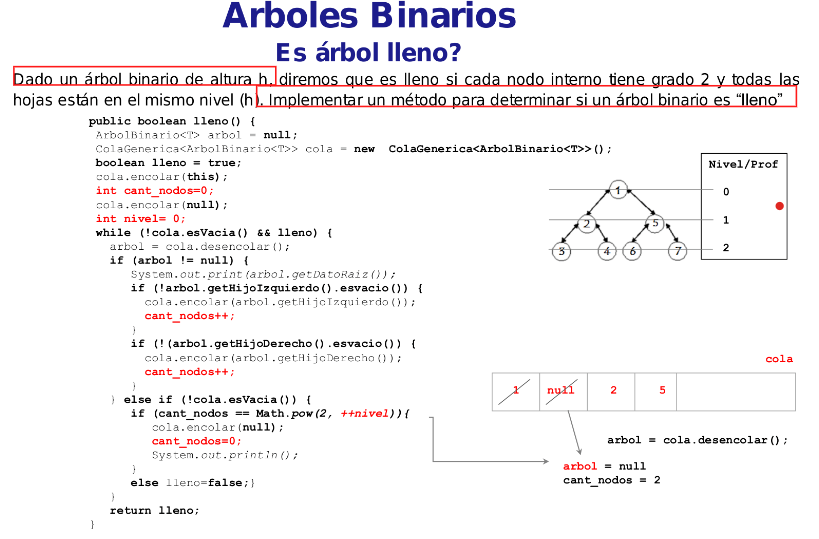 Arboles Binarios
Es árbol lleno?
Dado un árbol binario de altura h, diremos que es lleno si cada nodo interno tiene grado 2 y todas las
hojas están en el mismo nivel (h). Implementar un método para determinar si un árbol binario es “lleno”
public boolean lleno() {
ArbolBinario<T> arbol = null;
ColaGenerica<ArbolBinario<T>> cola = new ColaGenerica<ArbolBinario<T>>();
boolean lleno = true;
cola.encolar(this);
int cant_nodos=0;
cola.encolar(null);
int nivel= 0;
while (!cola.esVacia() && lleno) {
arbol = cola.desencolar();
if (arbol != null) {
System.out.print(arbol.getDatoRaiz());
if (!arbol.getHijoIzquierdo().esvacio()) {
cola.encolar(arbol.getHijoIzquierdo());
cant_nodos++;
}
if (!(arbol.getHijoDerecho().esvacio()) {
cola.encolar(arbol.getHijoDerecho());
cant_nodos++;
}
} else if (!cola.esVacia()) {
if (cant_nodos == Math.pow(2, ++nivel)){
cola.encolar(null);
cant_nodos=0;
System.out.println();
}
else lleno=false;}
}
return lleno;
}
Nivel/Prof
1 0
2 5 1
3 4 6 7 2
cola
1 null 2 5
arbol = cola.desencolar();
arbol = null
cant_nodos = 2